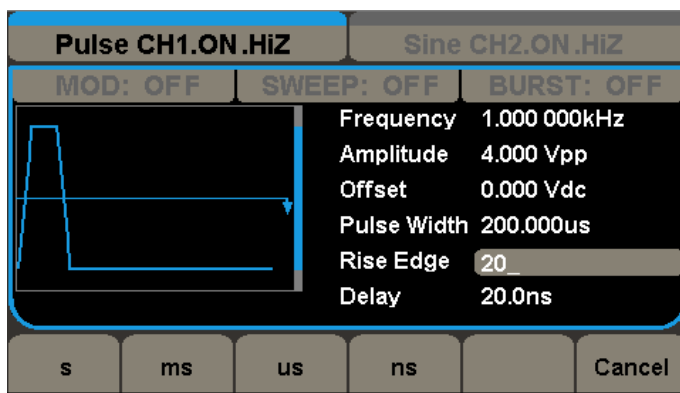 Pulse CH1.ON.HiZ Sine CH2.ON.HiZ
MOD: OFF SWEEP: OFF BURST: OFF
Frequency 1.000 000kHz
Amplitude 4.000 Vpp
Offset 0.000 Vdc
Pulse Width 200.000us
Rise Edge 20_
Delay 20.0ns
s ms us ns Cancel